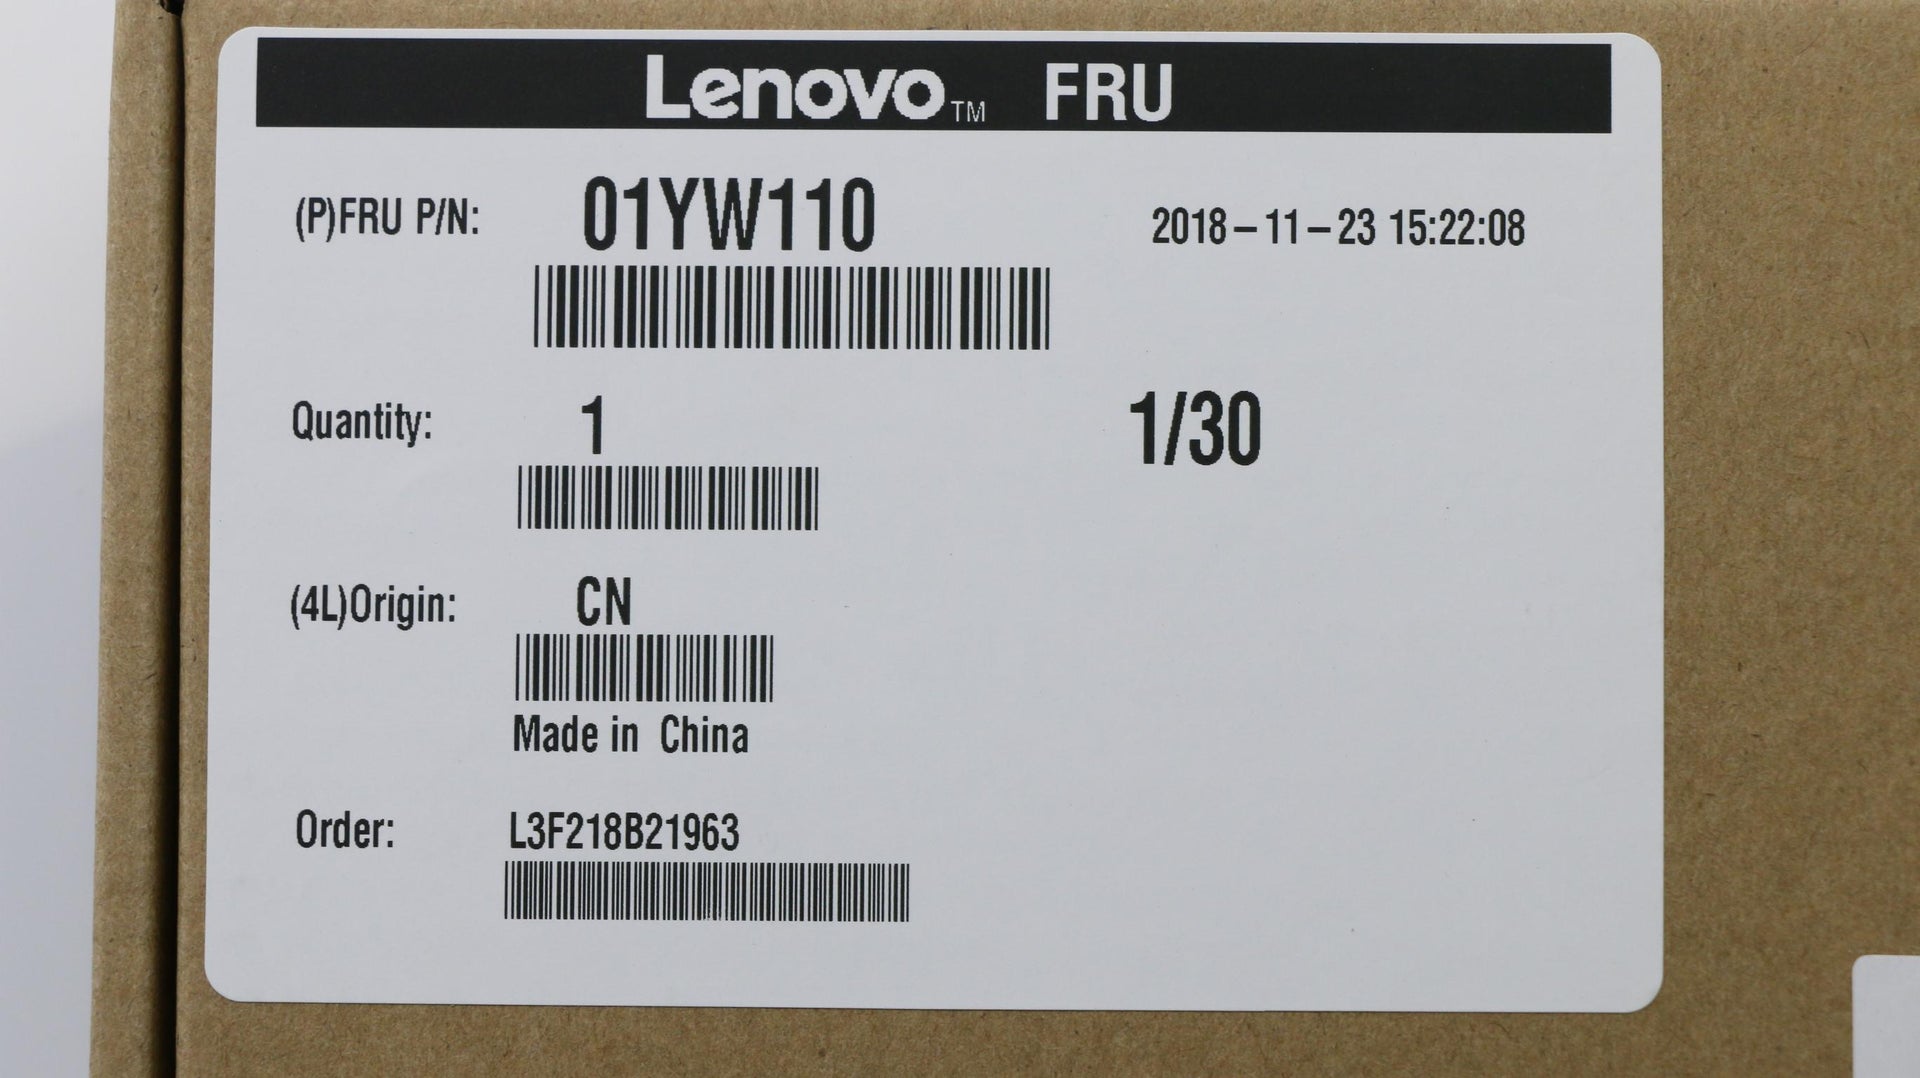 Lenovo™ FRU
(P)FRU P/N: 01YW110 2018-11-23 15:22:08
Quantity: 1 1/30
(4L)Origin: CN
Made in China
Order: L3F218B21963